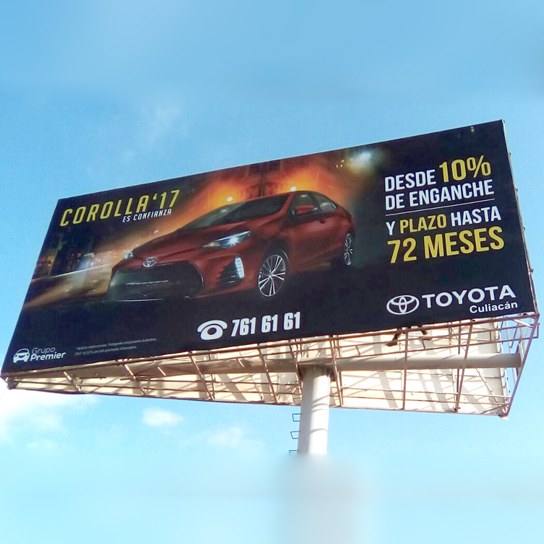 COROLLA'17
ES CONFIANZA
DESDE 10%
DE ENGANCHE
Y PLAZO HASTA
72 MESES
TOYOTA
Culiacán
761 61 61
Grupo
Premier